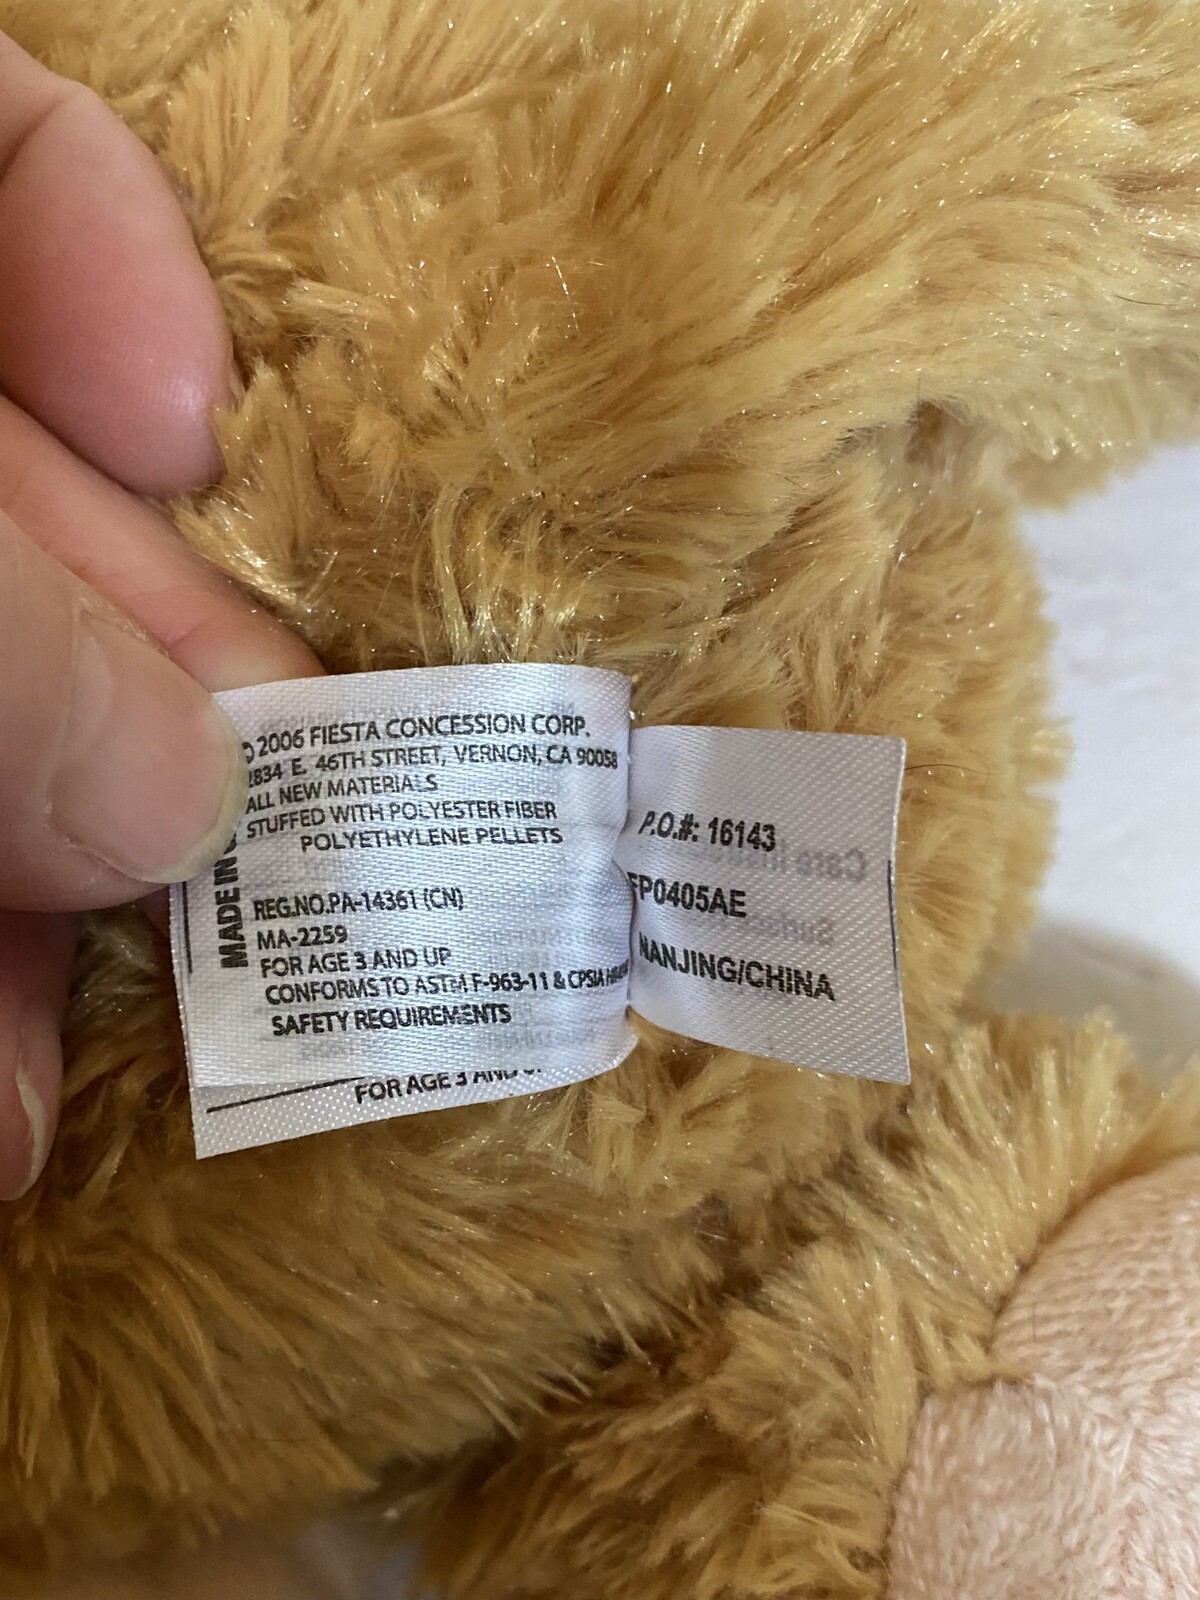 © 2006 FIESTA CONCESSION CORP.
2834 E. 46TH STREET, VERNON, CA 90058
ALL NEW MATERIALS
STUFFED WITH POLYESTER FIBER
POLYETHYLENE PELLETS
REG.NO.PA-14361 (CN)
MA-2259
FOR AGE 3 AND UP
CONFORMS TO ASTM F-963-11 & CPSIA
SAFETY REQUIREMENTS
MADE IN
FOR AGE 3 AND
P.O.#: 16143
FP0405AE
NANJING/CHINA